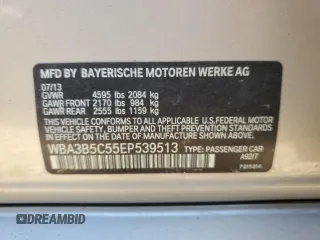 MFD BY BAYERISCHE MOTOREN WERKE AG
07/13
GVWR 4595 lbs 2084 kg
GAWR FRONT 2170 lbs 984 kg
GAWR REAR 2555 lbs 1159 kg
THIS VEHICLE CONFORMS TO ALL APPLICABLE U.S. FEDERAL MOTOR
VEHICLE SAFETY, BUMPER, AND THEFT PREVENTION STANDARDS
IN EFFECT ON THE DATE OF MANUFACTURE SHOWN ABOVE.
WBA3B5C55EP539513 TYPE: PASSENGER CAR
A92/7
© AUTOBIDMASTER
DREAMBID